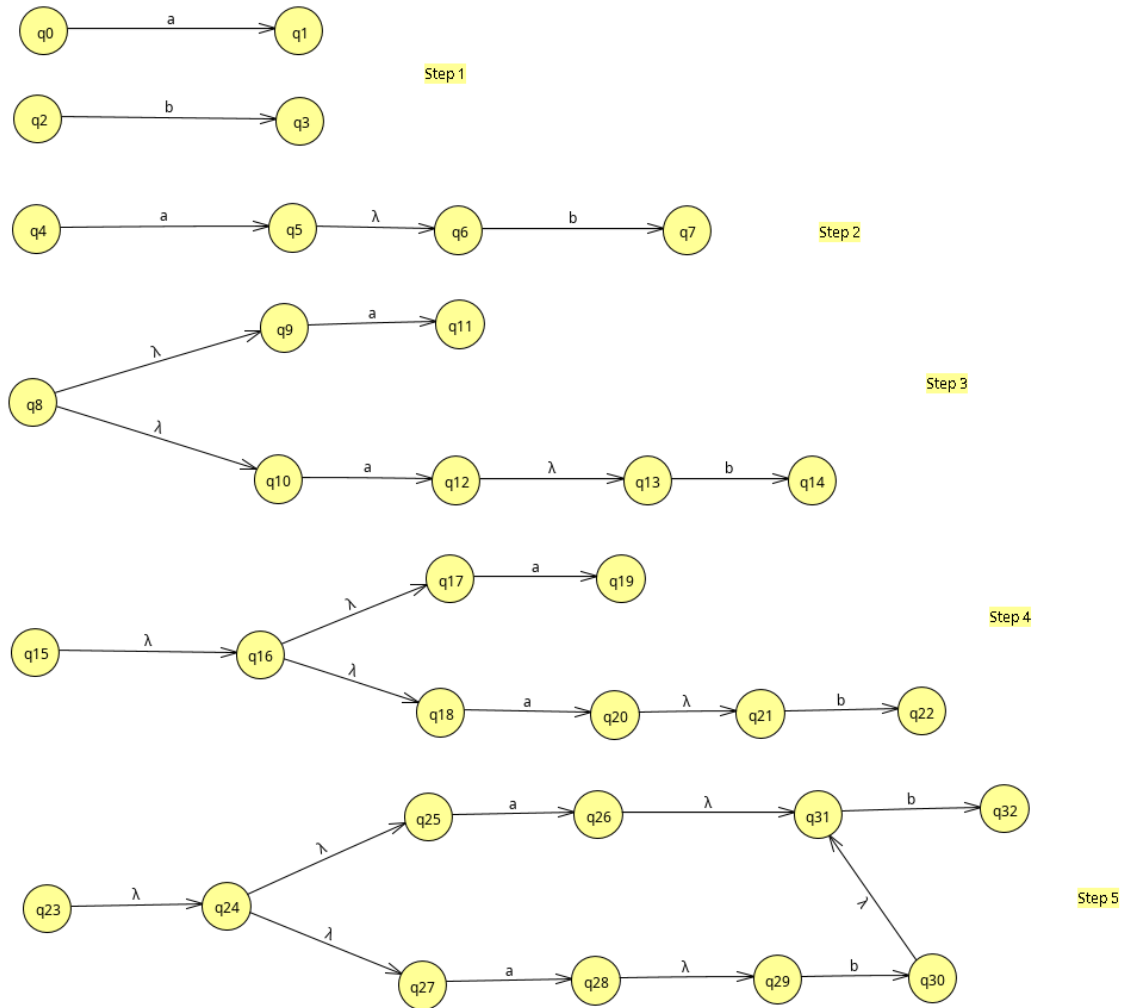 a
q0
q1
Step 1
b
q2
q3
a
λ
b
q4
q5
q6
q7
Step 2
q9
a
q11
λ
q8
Step 3
λ
q10
a
q12
λ
q13
b
q14
q17
a
q19
λ
q15
λ
q16
Step 4
λ
q18
a
q20
λ
q21
b
q22
q25
a
q26
λ
q31
b
q32
λ
q23
λ
q24
Step 5
λ
λ
q27
a
q28
λ
q29
b
q30